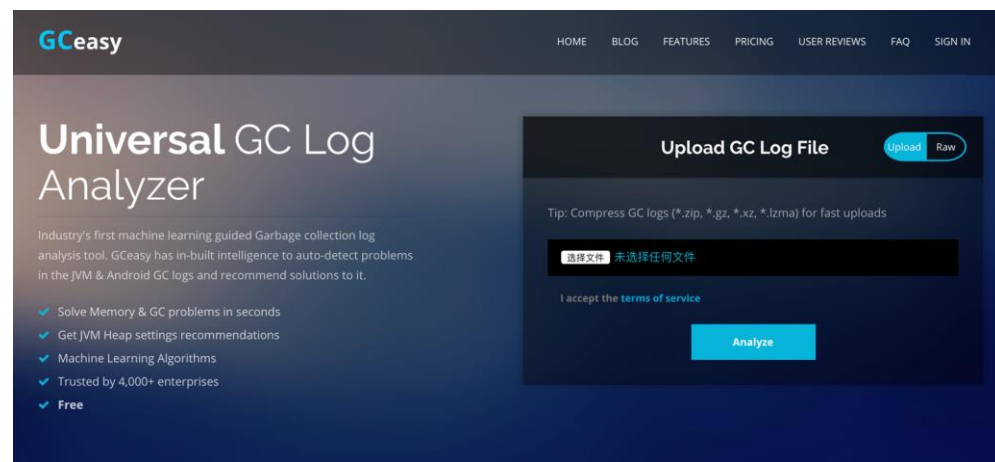 GCeasy
HOME BLOG FEATURES PRICING USER REVIEWS FAQ SIGN IN
Universal GC Log
Analyzer
Industry's first machine learning guided Garbage collection log
analysis tool. GCeasy has in-built intelligence to auto-detect problems
in the JVM & Android GC logs and recommend solutions to it.
Solve Memory & GC problems in seconds
Get JVM Heap settings recommendations
Machine Learning Algorithms
Trusted by 4,000+ enterprises
Free
Upload GC Log File
Upload Raw
Tip: Compress GC logs (*.zip, *.gz, *.xz, *.lzma) for fast uploads
选择文件 未选择任何文件
I accept the terms of service
Analyze